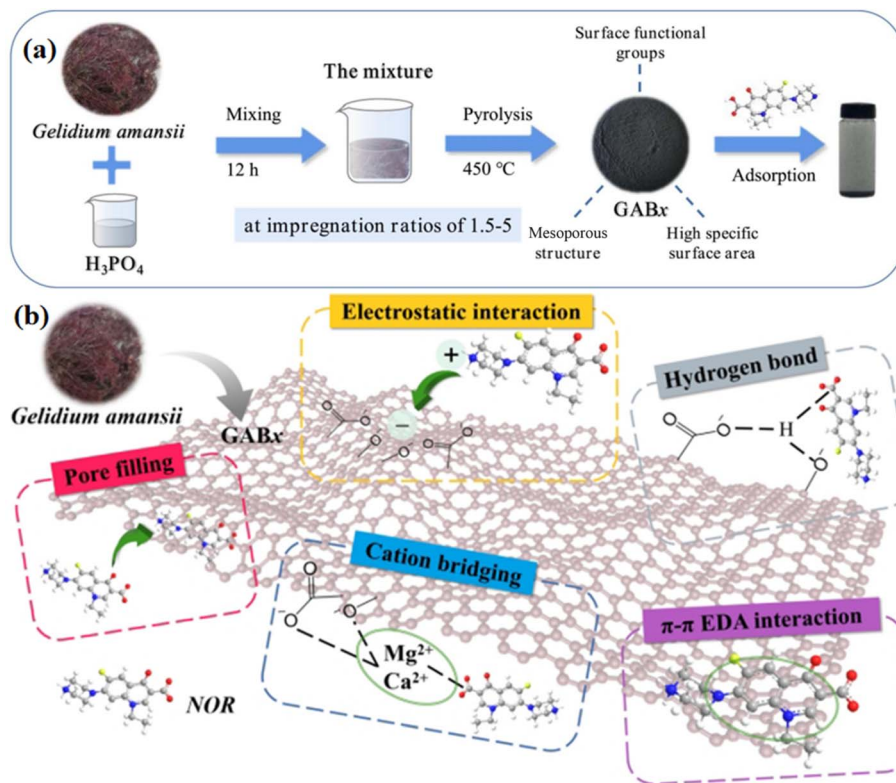 (a)
Gelidium amansii
H₃PO₄
Mixing
12 h
The mixture
at impregnation ratios of 1.5-5
Pyrolysis
450 °C
Surface functional
groups
GABx
Mesoporous
structure
High specific
surface area
Adsorption
(b)
Gelidium amansii
GABx
Electrostatic interaction
+
−
O
O
O
O
O
O
Hydrogen bond
O
O
H
O
Pore filling
Cation bridging
O
O
-O
Mg²⁺
Ca²⁺
NOR
π-π EDA interaction